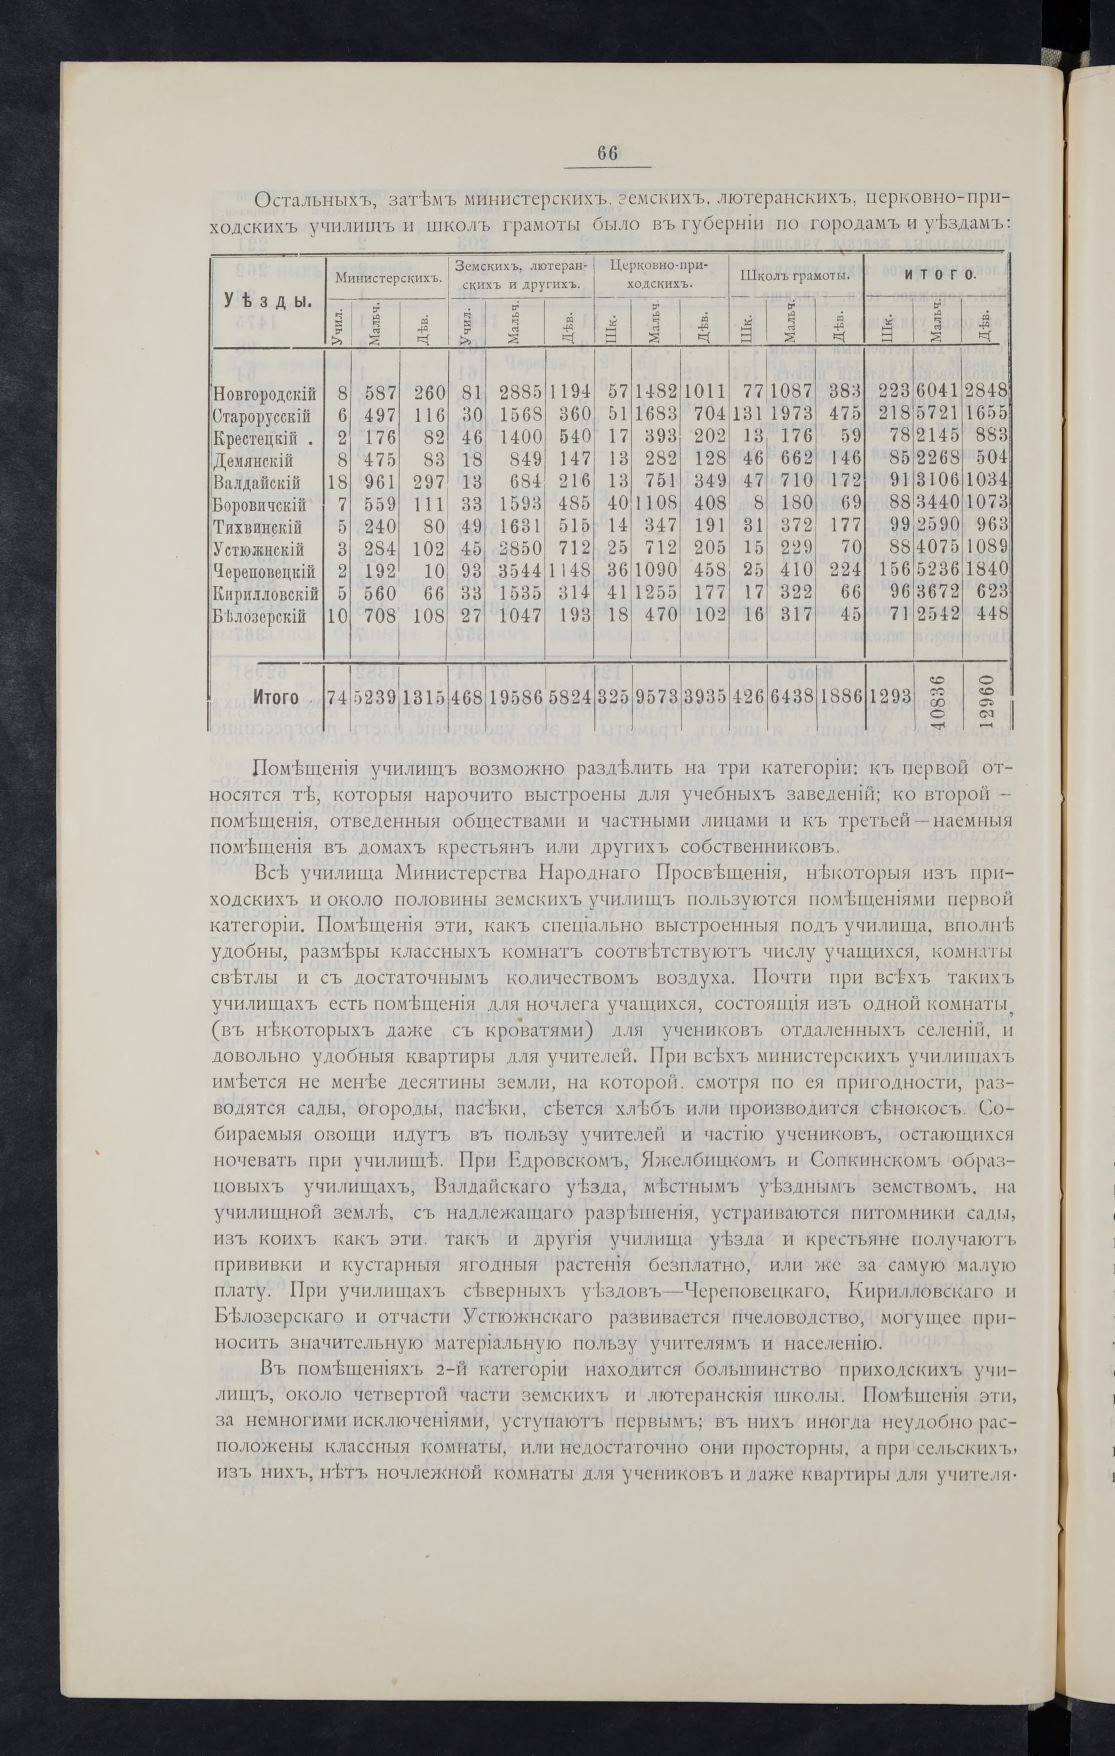 66
Остальныхъ, затѣмъ министерскихъ, земскихъ, лютеранскихъ, церковно-при-
ходскихъ училищъ и школъ грамоты было въ губерніи по городамъ и уѣздамъ:
Уѣзды. Министерскихъ. Земскихъ, лютеран-скихъ и другихъ. Церковно-при-ходскихъ. Школъ грамоты. ИТОГО.
Учил. Мальч. Дѣв. Учил. Мальч. Дѣв. Шк. Мальч. Дѣв. Шк. Мальч. Дѣв. Шк. Мальч. Дѣв.
Новгородскій 8 587 260 81 2885 1194 57 1482 1011 77 1087 383 223 6041 2848
Старорусскій 6 497 116 30 1568 360 51 1683 704 131 1973 475 218 5721 1655
Крестецкій . 2 176 82 46 1400 540 17 393 202 13 176 59 78 2145 883
Демянскій 8 475 83 18 849 147 13 282 128 46 662 146 85 2268 504
Валдайскій 18 961 297 13 684 216 13 751 349 47 710 172 91 3106 1034
Боровичскій 7 559 111 33 1593 485 40 1108 408 8 180 69 88 3440 1073
Тихвинскій 5 240 80 49 1631 515 14 347 191 31 372 177 99 2590 963
Устюжнскій 3 284 102 45 2850 712 25 712 205 15 229 70 88 4075 1089
Череповецкій 2 192 10 93 3544 1148 36 1090 458 25 410 224 156 5236 1840
Кирилловскій 5 560 66 33 1535 314 41 1255 177 17 322 66 96 3672 623
Бѣлозерскій 10 708 108 27 1047 193 18 470 102 16 317 45 71 2542 448
Итого . 74 5239 1315 468 19586 5824 325 9573 3935 426 6438 1886 1293 40836 12960
Помѣщенія училищъ возможно раздѣлить на три категоріи: къ первой от-
носятся тѣ, которыя нарочито выстроены для учебныхъ заведеній; ко второй –
помѣщенія, отведенныя обществами и частными лицами и къ третьей—наемныя
помѣщенія въ домахъ крестьянъ или другихъ собственниковъ.
Всѣ училища Министерства Народнаго Просвѣщенія, нѣкоторыя изъ при-
ходскихъ и около половины земскихъ училищъ пользуются помѣщеніями первой
категоріи. Помѣщенія эти, какъ спеціально выстроенныя подъ училища, вполнѣ
удобны, размѣры классныхъ комнатъ соотвѣтствуютъ числу учащихся, комнаты
свѣтлы и съ достаточнымъ количествомъ воздуха. Почти при всѣхъ такихъ
училищахъ есть помѣщенія для ночлега учащихся, состоящія изъ одной комнаты,
(въ нѣкоторыхъ даже съ кроватями) для учениковъ отдаленныхъ селеній, и
довольно удобныя квартиры для учителей. При всѣхъ министерскихъ училищахъ
имѣется не менѣе десятины земли, на которой, смотря по ея пригодности, раз-
водятся сады, огороды, пасѣки, сѣется хлѣбъ или производится сѣнокосъ. Со-
бираемыя овощи идутъ въ пользу учителей и частію учениковъ, остающихся
ночевать при училищѣ. При Едровскомъ, Яжелбицкомъ и Сопкинскомъ образ-
цовыхъ училищахъ, Валдайскаго уѣзда, мѣстнымъ уѣзднымъ земствомъ, на
училищной землѣ, съ надлежащаго разрѣшенія, устраиваются питомники сады,
изъ коихъ какъ эти, такъ и другія училища уѣзда и крестьяне получаютъ
прививки и кустарныя ягодныя растенія безплатно, или же за самую малую
плату. При училищахъ сѣверныхъ уѣздовъ—Череповецкаго, Кирилловскаго и
Бѣлозерскаго и отчасти Устюжнскаго развивается пчеловодство, могущее при-
носить значительную матеріальную пользу учителямъ и населенію.
Въ помѣщеніяхъ 2-й категоріи находится большинство приходскихъ учи-
лищъ, около четвертой части земскихъ и лютеранскія школы. Помѣщенія эти,
за немногими исключеніями, уступаютъ первымъ; въ нихъ иногда неудобно рас-
положены классныя комнаты, или недостаточно они просторны, а при сельскихъ,
изъ нихъ, нѣтъ ночлежной комнаты для учениковъ и даже квартиры для учителя.